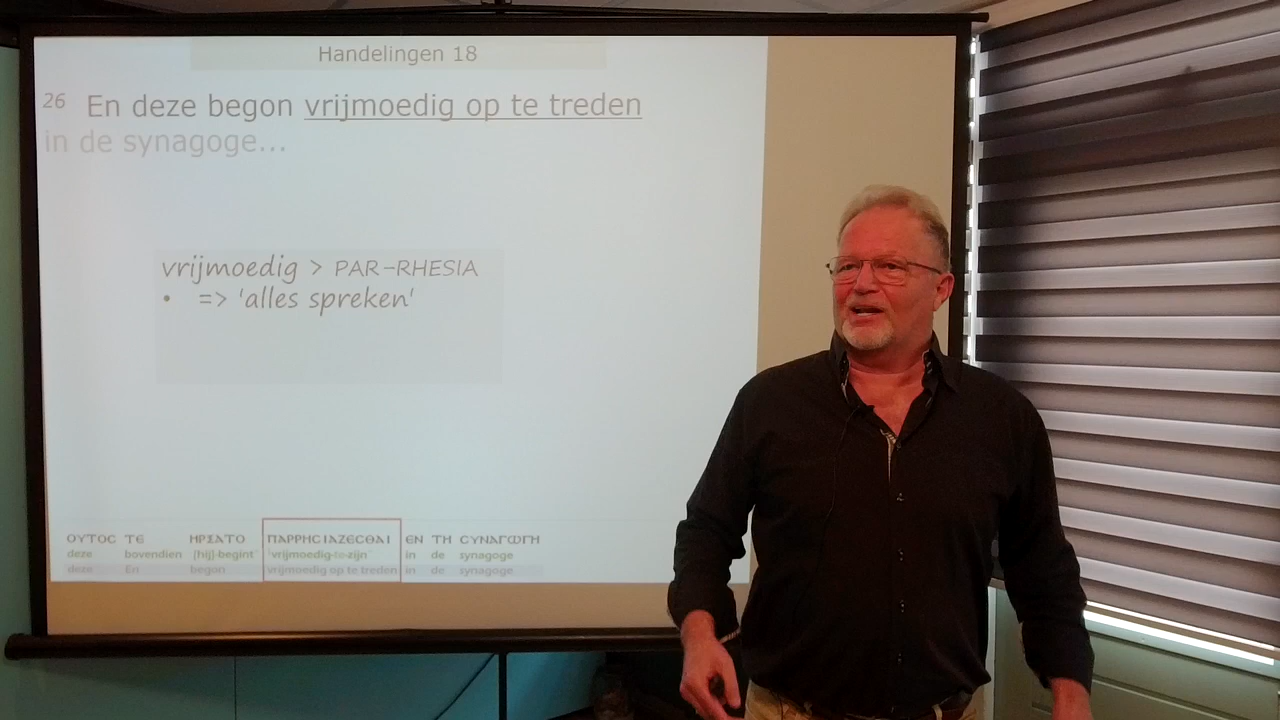 Handelingen 18
26 En deze begon vrijmoedig op te treden
in de synagoge...
vrijmoedig > PAR-RHESIA
• => 'alles spreken'
ΟΥΤΟϹ ΤΕ ΗΡΞΑΤΟ ΠΑΡΡΗϹΙΑΖΕϹΘΑΙ ΕΝ ΤΗ ϹΥΝΑΓΩΓΗ
deze bovendien (hij)-begint~ ~vrijmoedig-te-zijn~ in de synagoge
deze En begon vrijmoedig op te treden in de synagoge